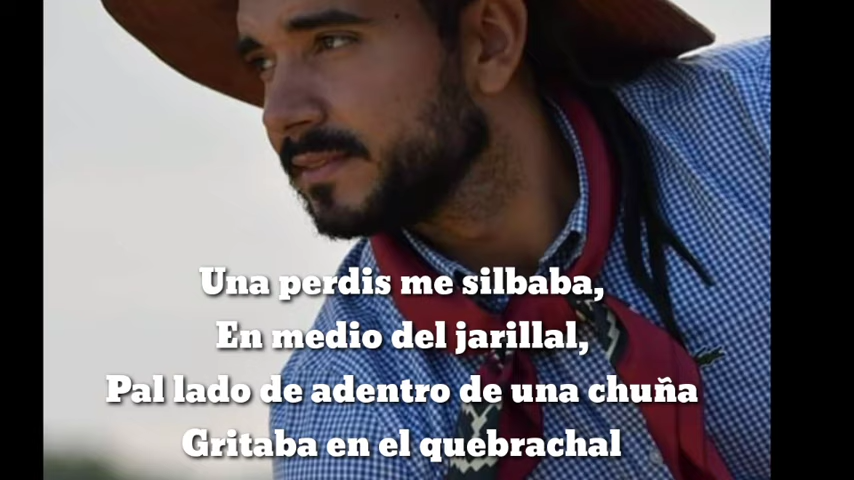 Una perdis me silbaba,
En medio del jarillal,
Pal lado de adentro de una chuña
Gritaba en el quebrachal